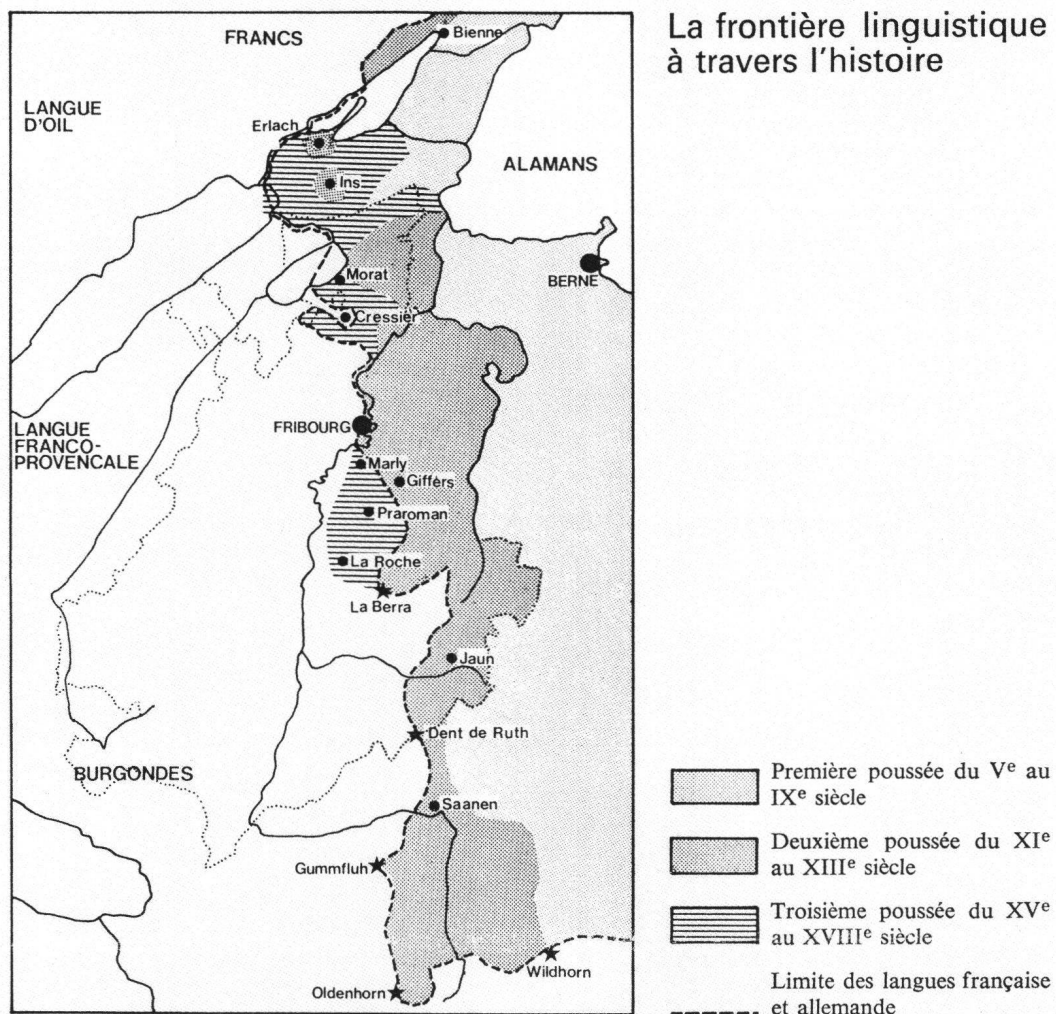 La frontière linguistique
à travers l'histoire
FRANCS
Bienne
LANGUE
D'OIL
Erlach
ALAMANS
Ins
Morat
BERNE
Cressier
FRIBOURG
LANGUE
FRANCO-
PROVENCALE
Marly
Giffèrs
Praroman
La Roche
La Berra
Jaun
Dent de Ruth
BURGONDES
Saanen
Gummfluh
Wildhorn
Oldenhorn
Première poussée du Ve au
IXe siècle
Deuxième poussée du XIe
au XIIIe siècle
Troisième poussée du XVe
au XVIIIe siècle
Limite des langues française
et allemande